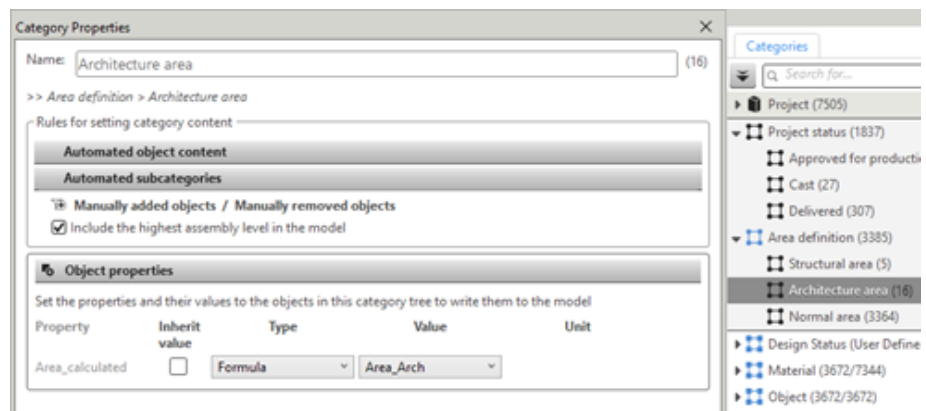 Category Properties
Name: Architecture area (16)
>> Area definition > Architecture area
Rules for setting category content
Automated object content
Automated subcategories
Manually added objects / Manually removed objects
Include the highest assembly level in the model
Object properties
Set the properties and their values to the objects in this category tree to write them to the model
Property Inherit value Type Value Unit
Area_calculated Formula Area_Arch
Categories
Search for...
Project (7505)
Project status (1837)
Approved for producti
Cast (27)
Delivered (307)
Area definition (3385)
Structural area (5)
Architecture area (16)
Normal area (3364)
Design Status (User Define
Material (3672/7344)
Object (3672/3672)